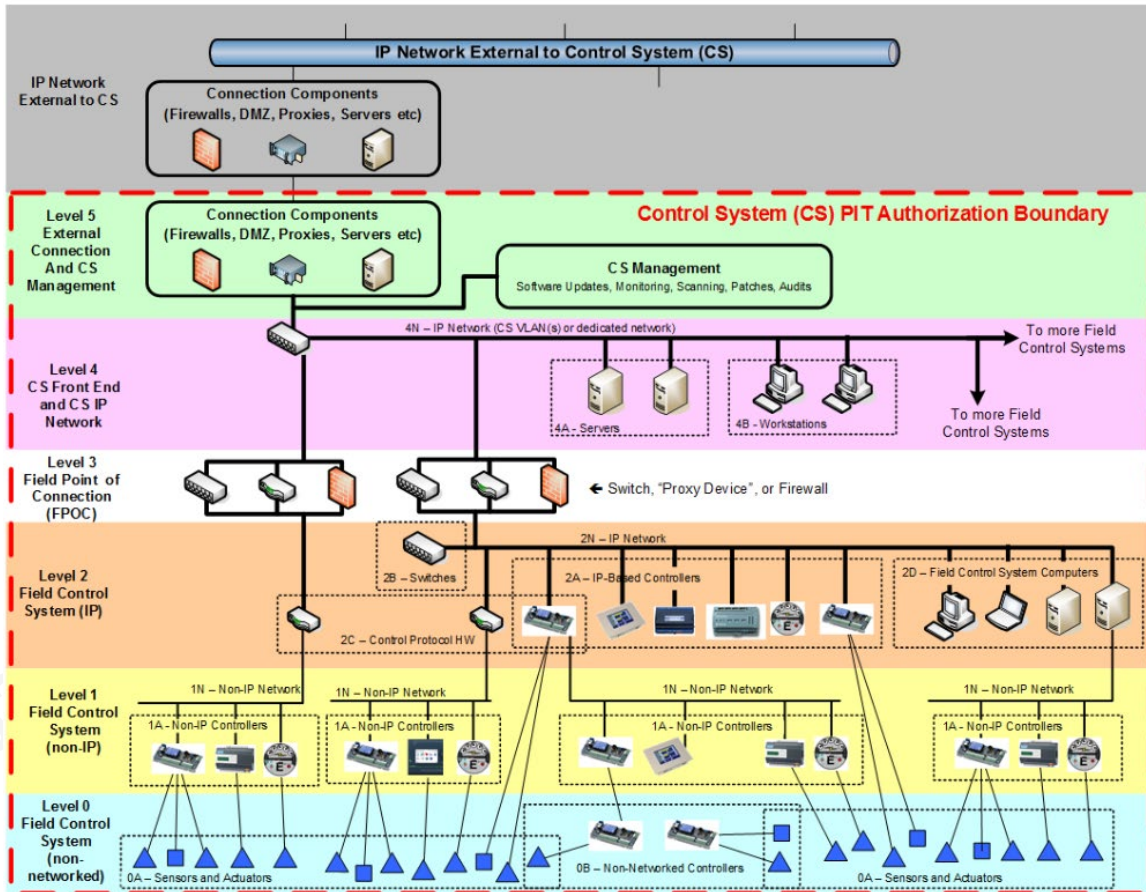 IP Network External to Control System (CS)
IP Network
External to CS
Connection Components
(Firewalls, DMZ, Proxies, Servers etc)
Level 5
External
Connection
And CS
Management
Connection Components
(Firewalls, DMZ, Proxies, Servers etc)
Control System (CS) PIT Authorization Boundary
CS Management
Software Updates, Monitoring, Scanning, Patches, Audits
Level 4
CS Front End
and CS IP
Network
4N – IP Network (CS VLAN(s) or dedicated network)
To more Field
Control Systems
4A - Servers
4B - Workstations
To more Field
Control Systems
Level 3
Field Point of
Connection
(FPOC)
← Switch, "Proxy Device", or Firewall
Level 2
Field Control
System (IP)
2N – IP Network
2B – Switches
2A – IP-Based Controllers
2D – Field Control System Computers
2C – Control Protocol HW
E
Level 1
Field Control
System
(non-IP)
1N – Non-IP Network
1N – Non-IP Network
1N – Non-IP Network
1N – Non-IP Network
1A - Non-IP Controllers
1A - Non-IP Controllers
1A – Non-IP Controllers
1A – Non-IP Controllers
E
E
E
E
Level 0
Field Control
System
(non-
networked)
0A – Sensors and Actuators
0B – Non-Networked Controllers
0A – Sensors and Actuators